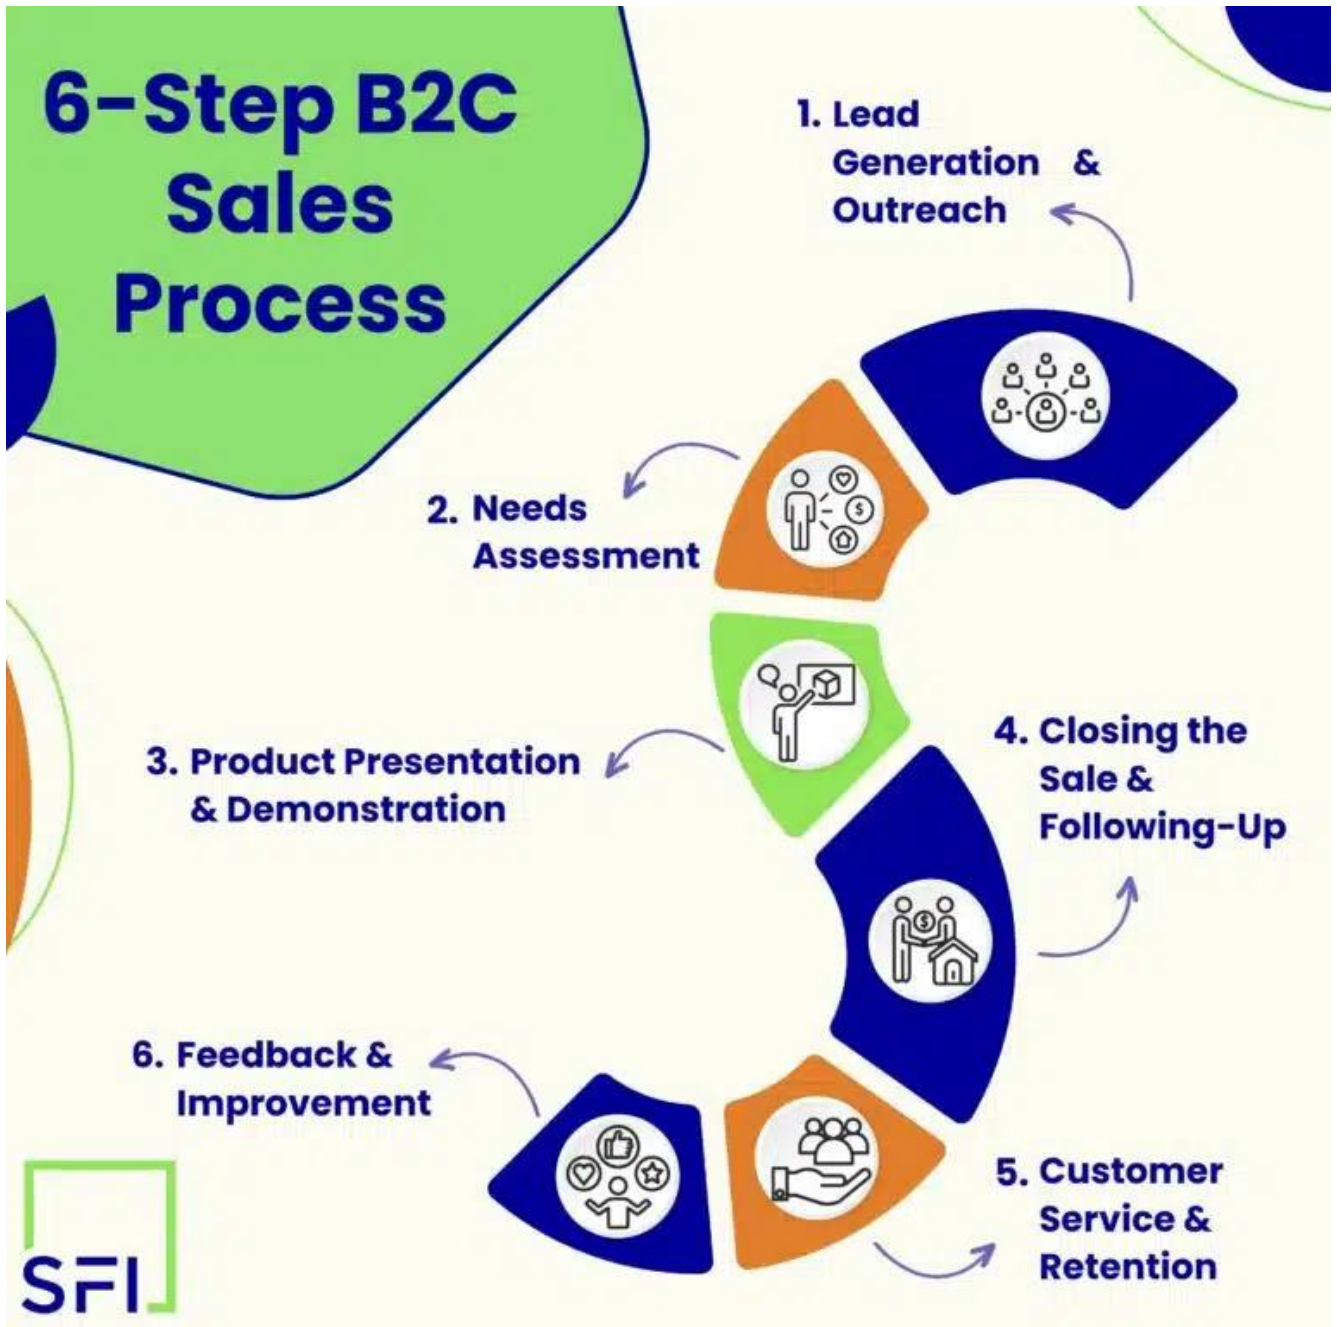 6-Step B2C
Sales
Process
1. Lead
Generation &
Outreach
2. Needs
Assessment
3. Product Presentation
& Demonstration
4. Closing the
Sale &
Following-Up
5. Customer
Service &
Retention
6. Feedback &
Improvement
SFI